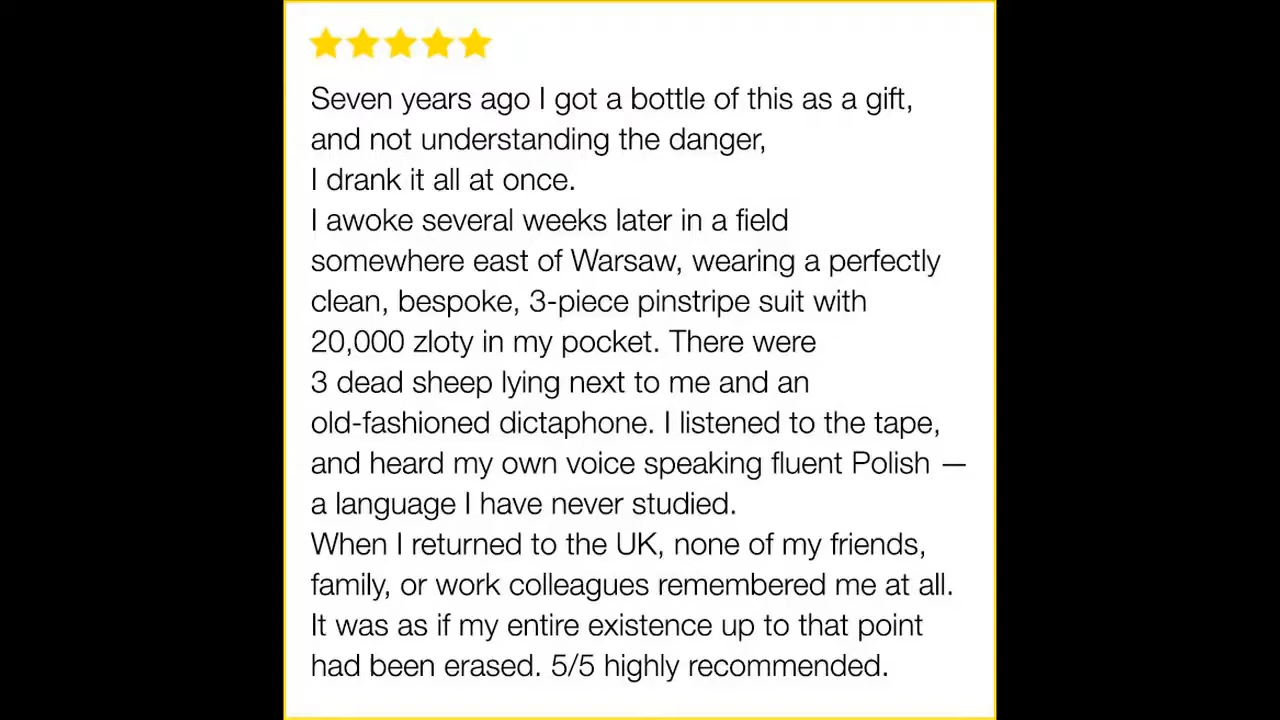 Seven years ago I got a bottle of this as a gift,
and not understanding the danger,
I drank it all at once.
I awoke several weeks later in a field
somewhere east of Warsaw, wearing a perfectly
clean, bespoke, 3-piece pinstripe suit with
20,000 zloty in my pocket. There were
3 dead sheep lying next to me and an
old-fashioned dictaphone. I listened to the tape,
and heard my own voice speaking fluent Polish —
a language I have never studied.
When I returned to the UK, none of my friends,
family, or work colleagues remembered me at all.
It was as if my entire existence up to that point
had been erased. 5/5 highly recommended.